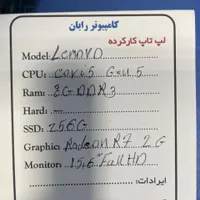 کامپیوتر رایان
لپ تاپ کارکرده
Model: Lenovo
CPU: core i5 Gen 5
Ram: 8G DDR3
Hard: —
SSD: 256G
Graphic: Radeon R7 2G
Monitor: 15,6" Full HD
ایرادات: